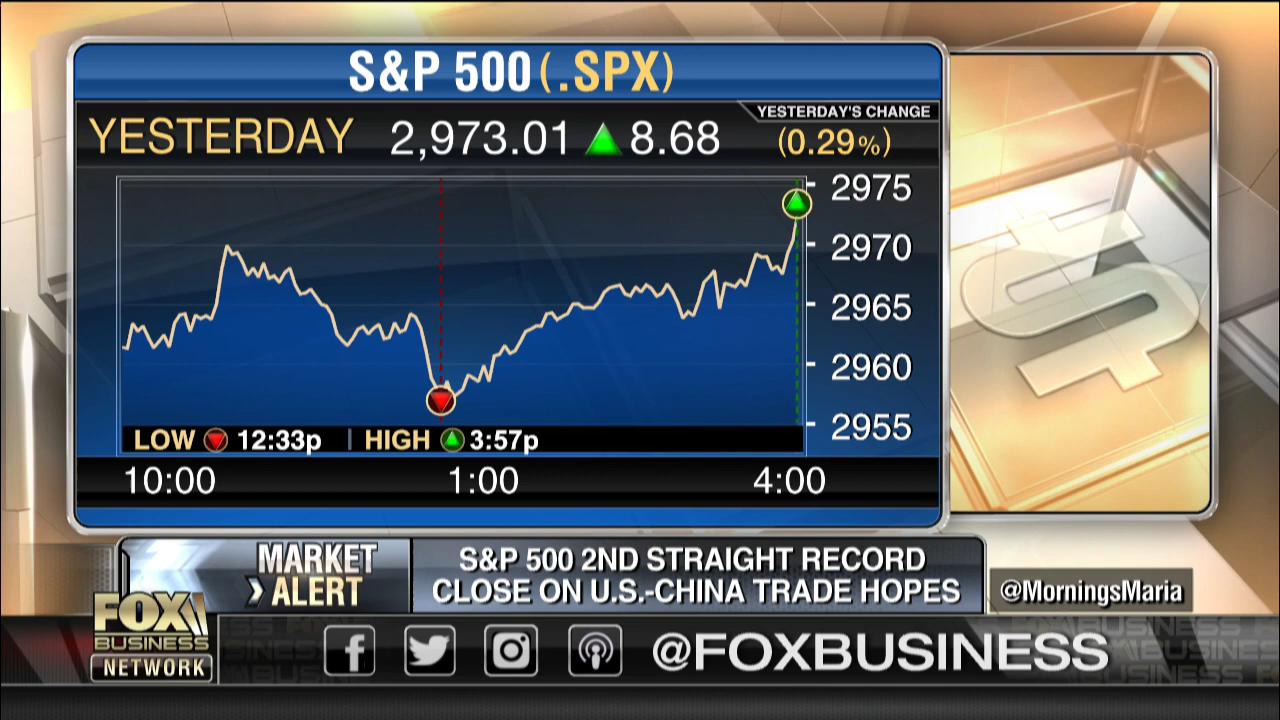 S&P 500 (.SPX)
YESTERDAY'S CHANGE
YESTERDAY 2,973.01 ▲ 8.68 (0.29%)
2975
2970
2965
2960
2955
LOW 12:33p | HIGH 3:57p
10:00 1:00 4:00
MARKET
ALERT
S&P 500 2ND STRAIGHT RECORD
CLOSE ON U.S.-CHINA TRADE HOPES
@MorningsMaria
FOX
BUSINESS
NETWORK
@FOXBUSINESS